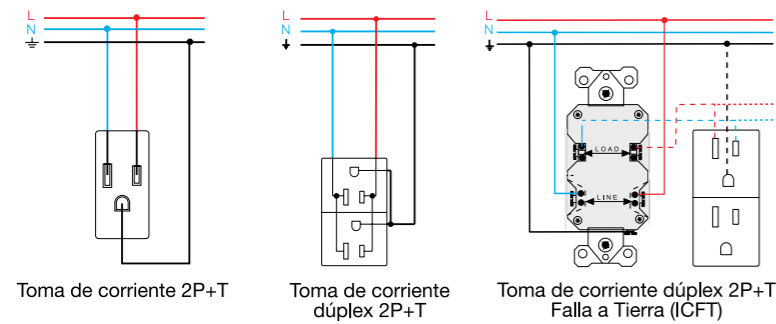 L
N
L
N
L
N
LOAD
LINE
Toma de corriente 2P+T
Toma de corriente
dúplex 2P+T
Toma de corriente dúplex 2P+T
Falla a Tierra (ICFT)